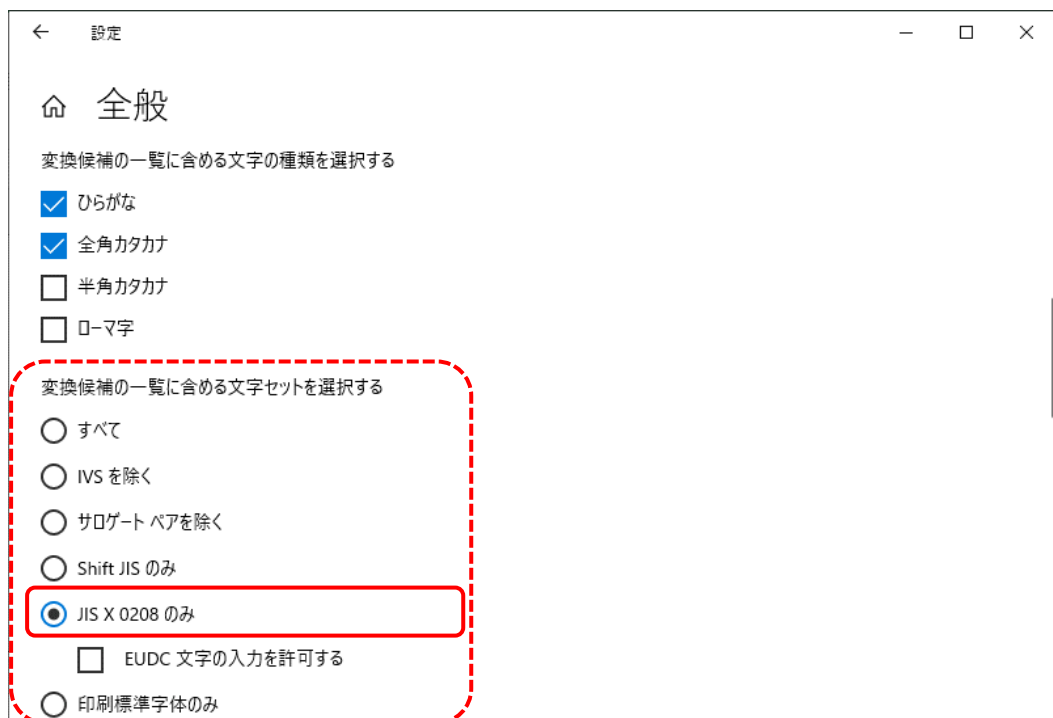 設定
全般
変換候補の一覧に含める文字の種類を選択する
ひらがな
全角カタカナ
半角カタカナ
ローマ字
変換候補の一覧に含める文字セットを選択する
すべて
IVS を除く
サロゲート ペアを除く
Shift JIS のみ
JIS X 0208 のみ
EUDC 文字の入力を許可する
印刷標準字体のみ